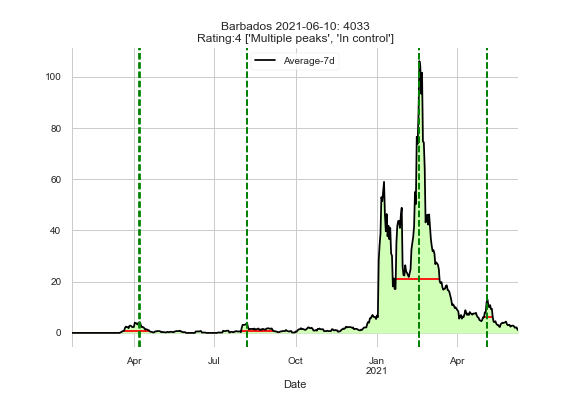 Barbados 2021-06-10: 4033
Rating:4 ['Multiple peaks', 'In control']
Average-7d
100
80
60
40
20
0
Apr Jul Oct Jan Apr
2021
Date